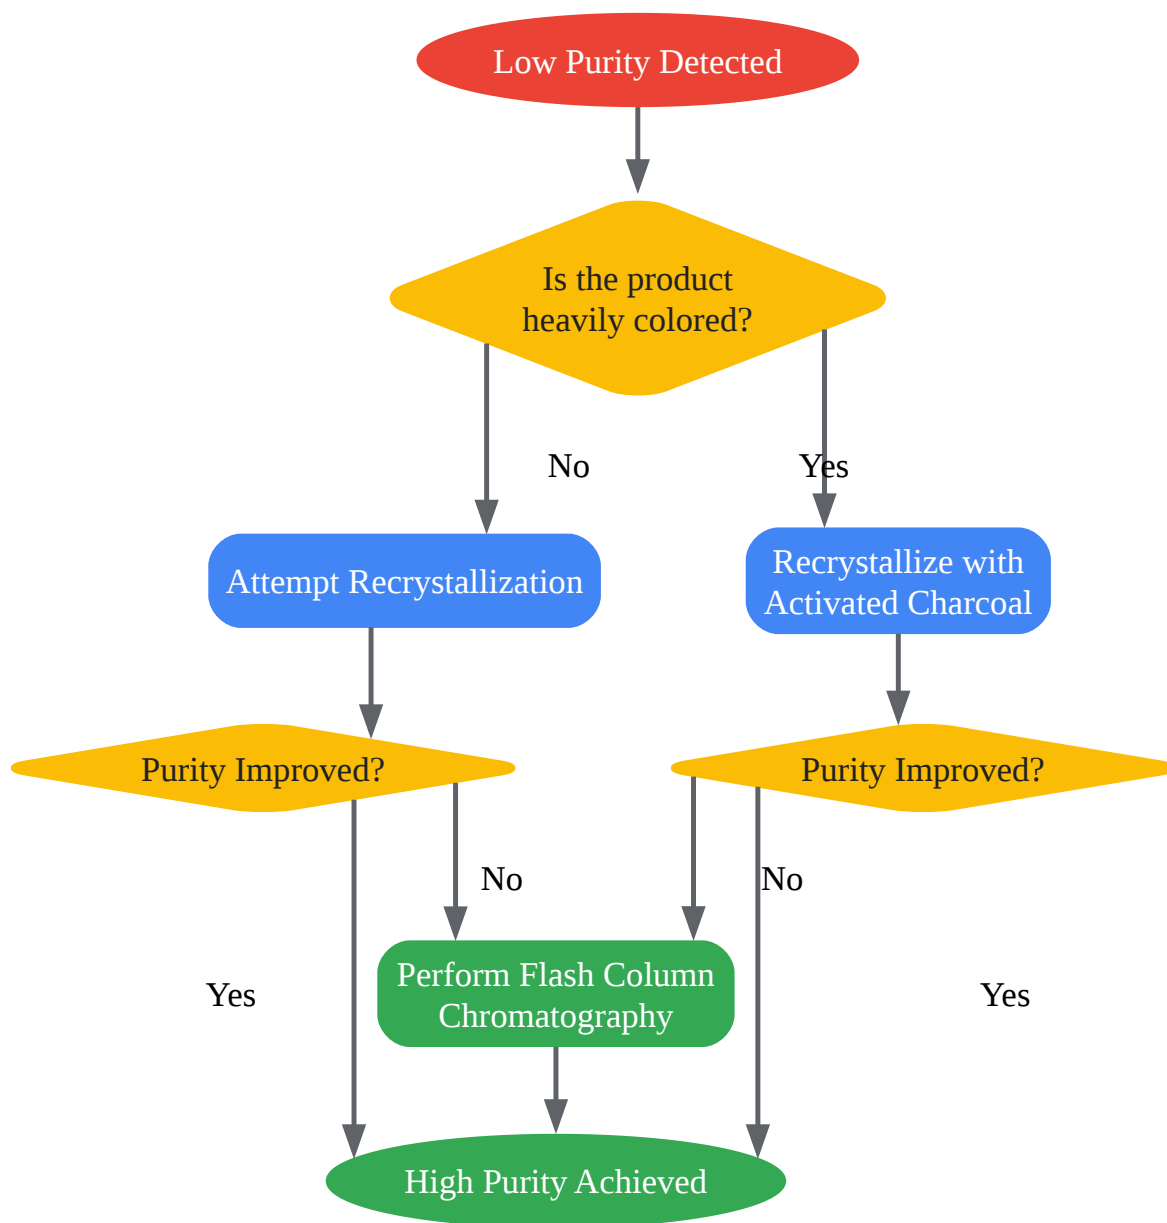 Low Purity Detected
Is the product
heavily colored?
No
Yes
Attempt Recrystallization
Recrystallize with
Activated Charcoal
Purity Improved?
Purity Improved?
No
No
Perform Flash Column
Chromatography
Yes
Yes
High Purity Achieved